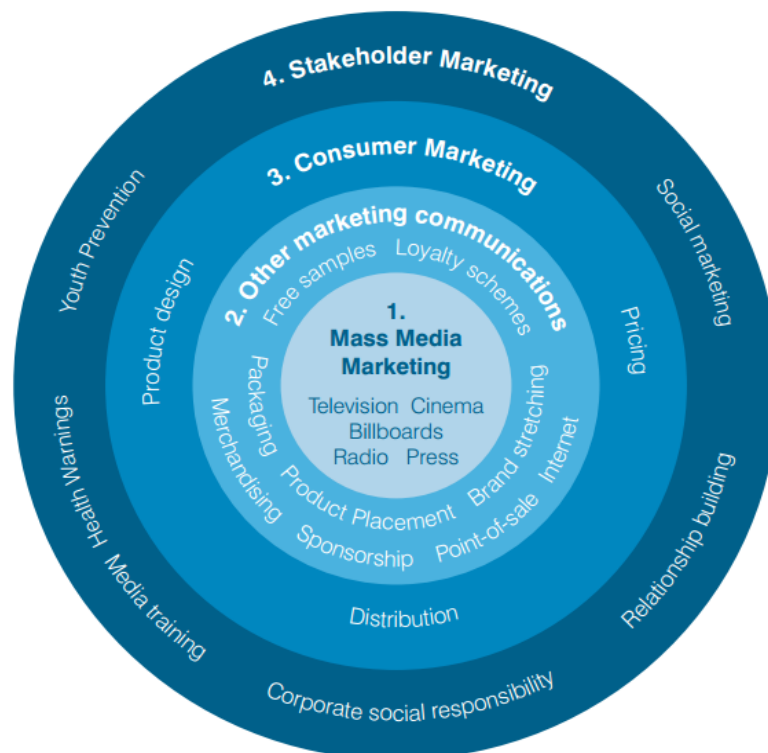 4. Stakeholder Marketing
Youth Prevention
Social marketing
Health Warnings
Media training
Corporate social responsibility
Relationship building
3. Consumer Marketing
Product design
Pricing
Distribution
2. Other marketing communications
Free samples
Loyalty schemes
Packaging
Merchandising
Product Placement
Sponsorship
Brand stretching
Point-of-sale
Internet
1.
Mass Media
Marketing
Television Cinema
Billboards
Radio Press